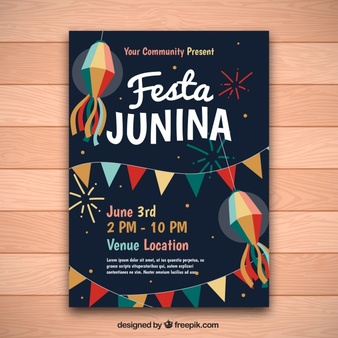 Your Community Present
Festa
JUNINA
June 3rd
2 PM - 10 PM
Venue Location
designed by freepik.com